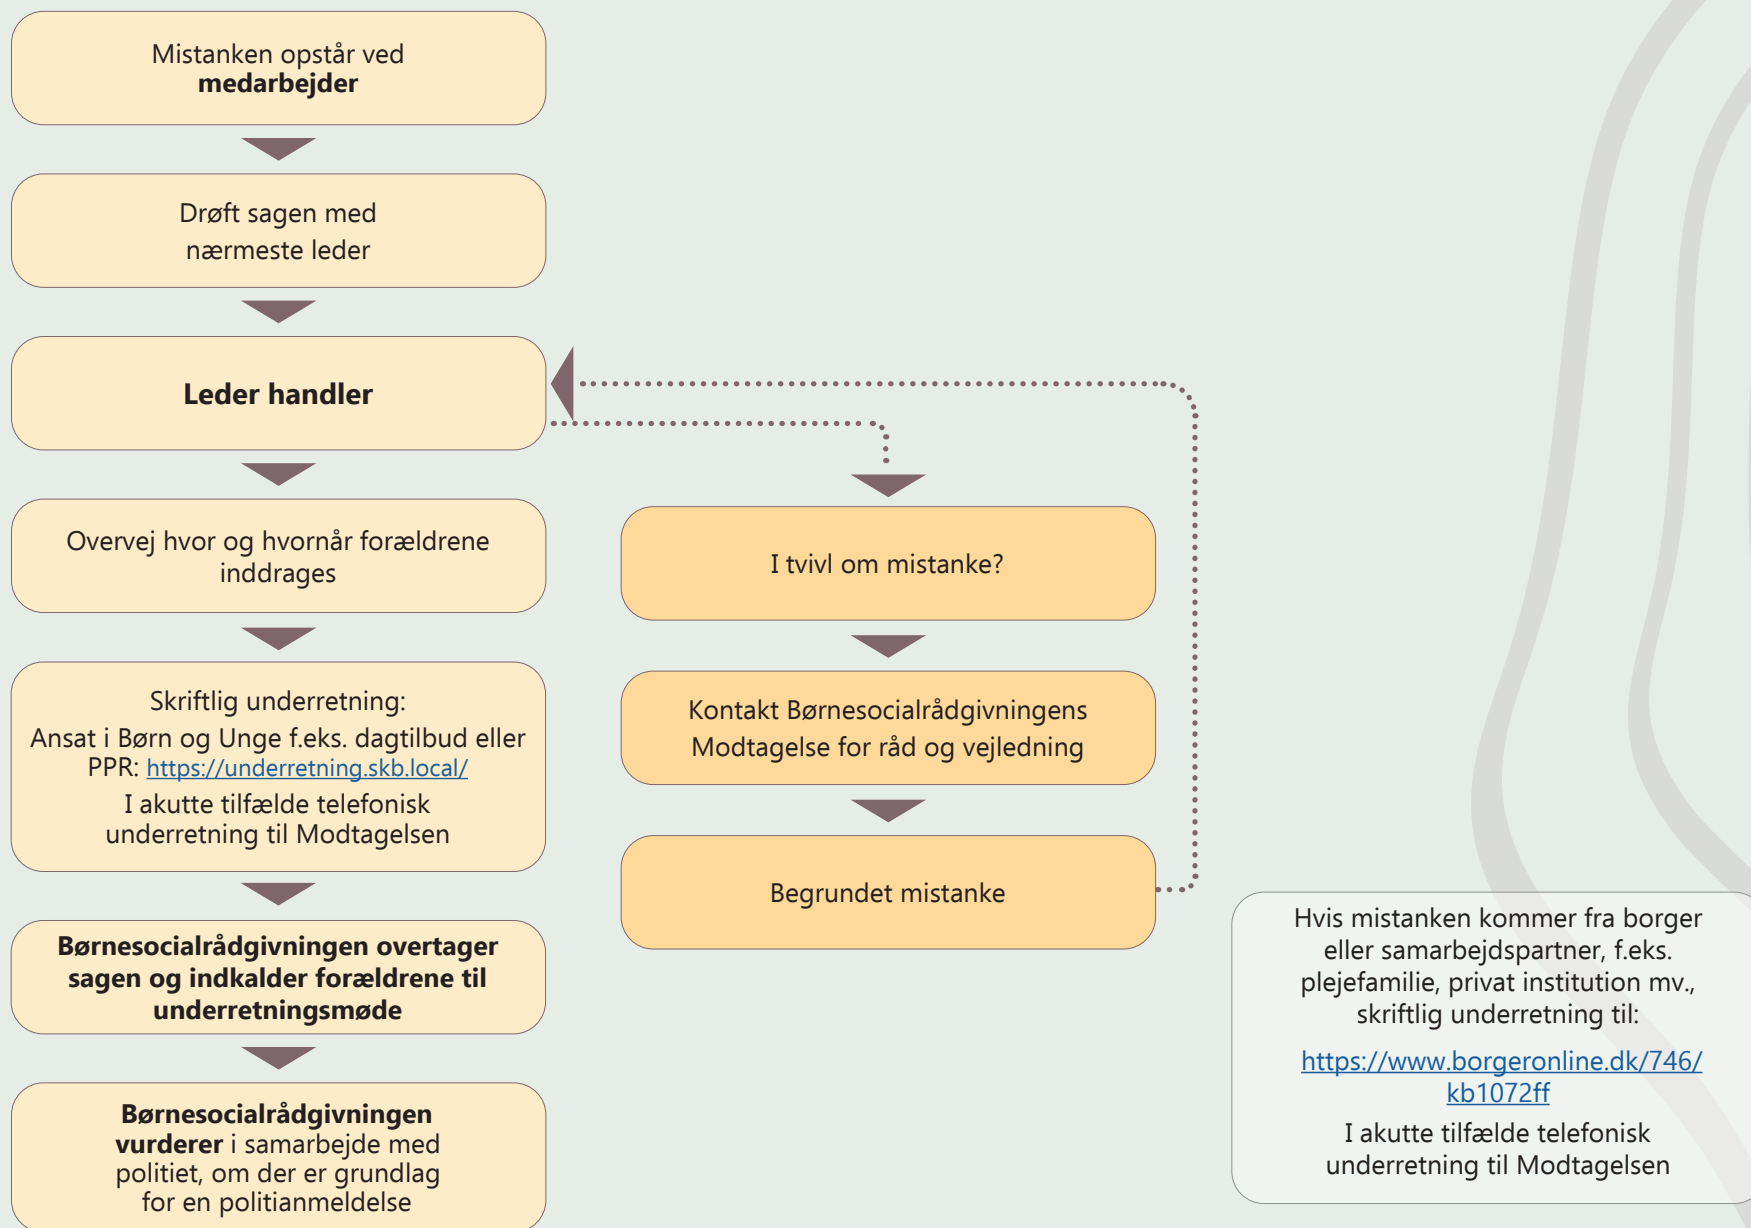 Mistanken opstår ved
medarbejder
Drøft sagen med
nærmeste leder
Leder handler
Overvej hvor og hvornår forældrene
inddrages
Skriftlig underretning:
Ansat i Børn og Unge f.eks. dagtilbud eller
PPR: https://underretning.skb.local/
I akutte tilfælde telefonisk
underretning til Modtagelsen
Børnesocialrådgivningen overtager
sagen og indkalder forældrene til
underretningsmøde
Børnesocialrådgivningen
vurderer i samarbejde med
politiet, om der er grundlag
for en politianmeldelse
I tvivl om mistanke?
Kontakt Børnesocialrådgivningens
Modtagelse for råd og vejledning
Begrundet mistanke
Hvis mistanken kommer fra borger
eller samarbejdspartner, f.eks.
plejefamilie, privat institution mv.,
skriftlig underretning til:
https://www.borgeronline.dk/746/
kb1072ff
I akutte tilfælde telefonisk
underretning til Modtagelsen